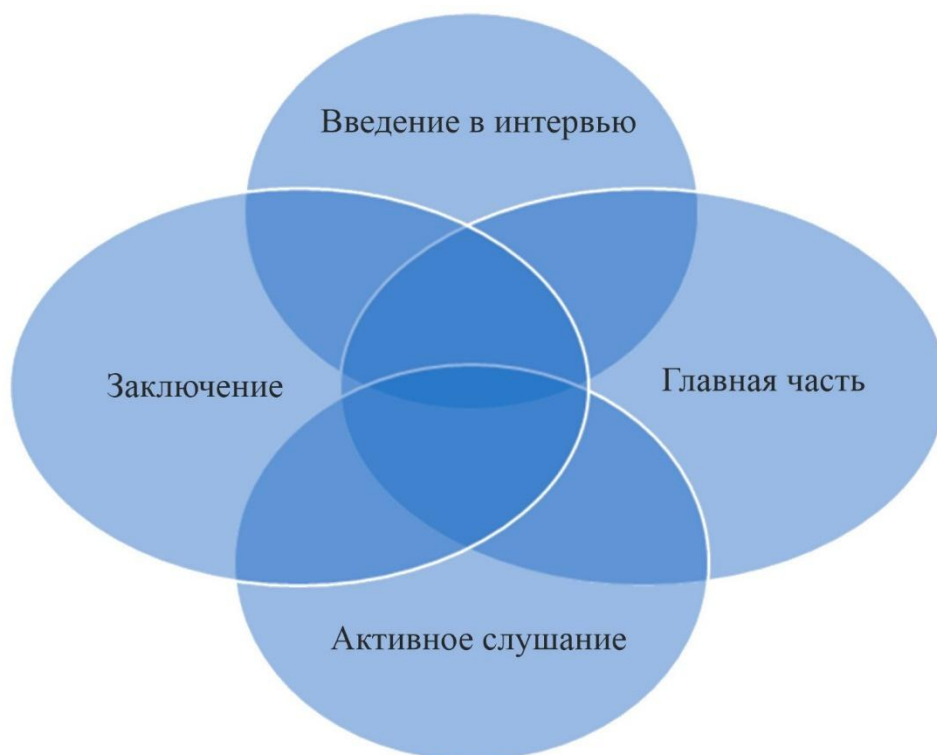 Введение в интервью
Заключение
Главная часть
Активное слушание